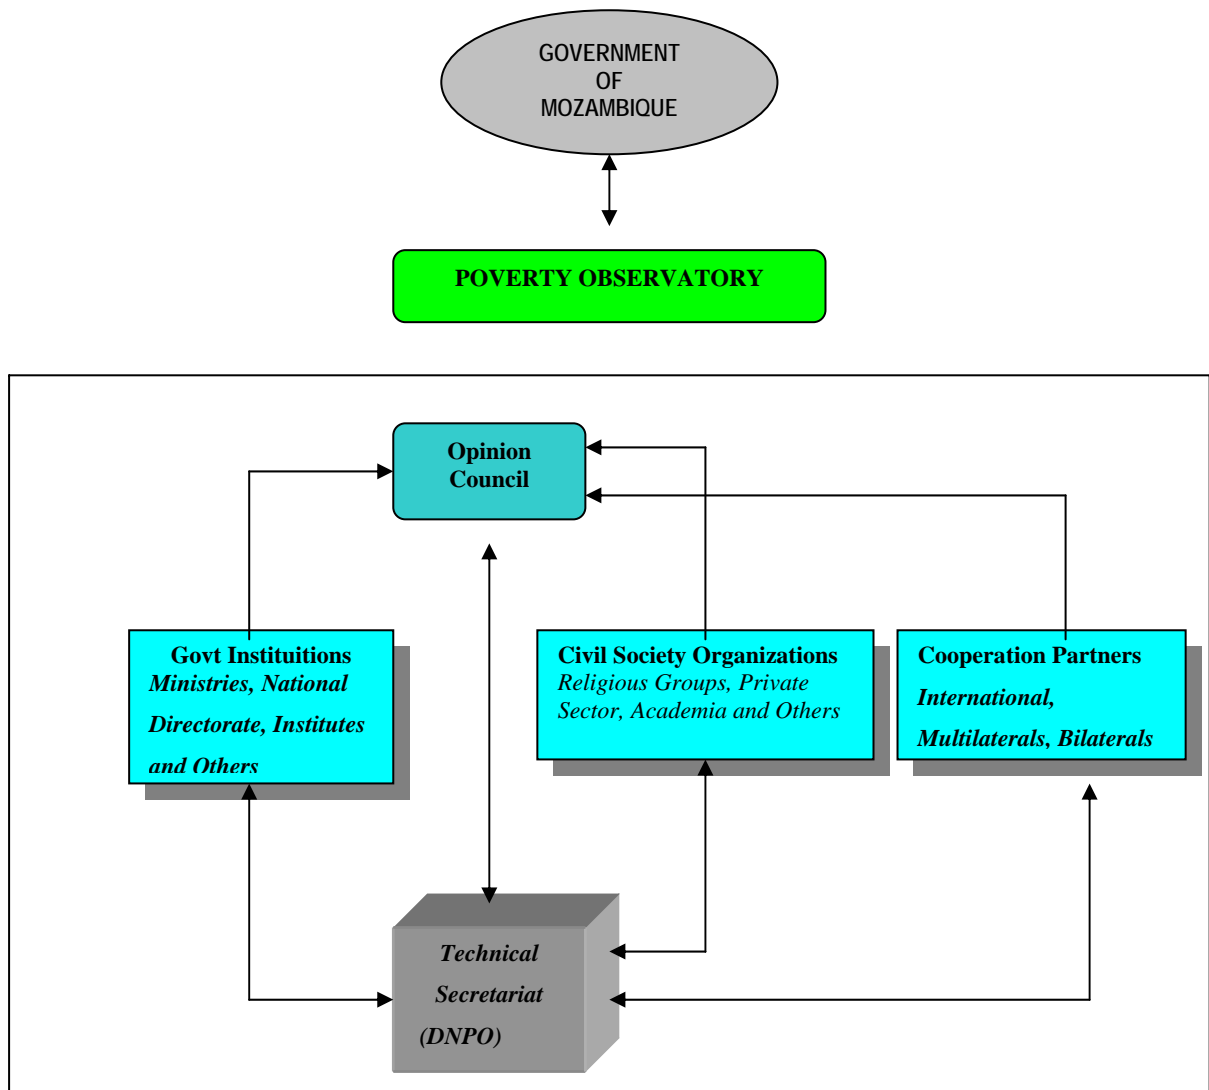 GOVERNMENT
OF
MOZAMBIQUE
POVERTY OBSERVATORY
Opinion
Council
Govt Instituitions
Ministries, National
Directorate, Institutes
and Others
Civil Society Organizations
Religious Groups, Private
Sector, Academia and Others
Cooperation Partners
International,
Multilaterals, Bilaterals
Technical
Secretariat
(DNPO)